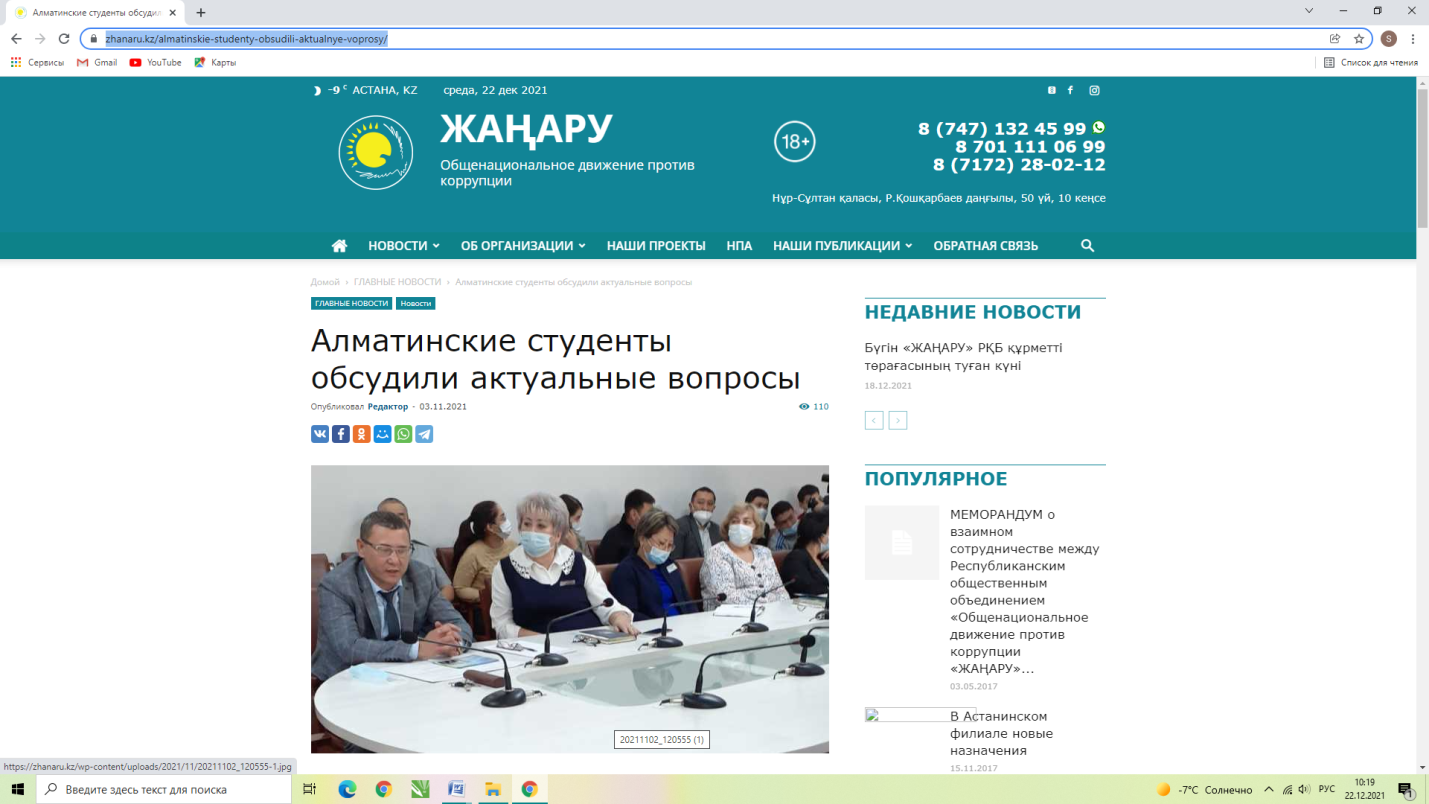 Алматинские студенты обсудил
zhanaru.kz/almatinskie-studenty-obsudili-aktualnye-voprosy/
S
Сервисы
Gmail
YouTube
Карты
Список для чтения
-9 C АСТАНА, KZ
среда, 22 дек 2021
ЖАҢАРУ
Общенациональное движение против
коррупции
18+
8 (747) 132 45 99
8 701 111 06 99
8 (7172) 28-02-12
Нұр-Сұлтан қаласы, Р.Қошқарбаев даңғылы, 50 үй, 10 кеңсе
НОВОСТИ
ОБ ОРГАНИЗАЦИИ
НАШИ ПРОЕКТЫ
НПА
НАШИ ПУБЛИКАЦИИ
ОБРАТНАЯ СВЯЗЬ
Домой › ГЛАВНЫЕ НОВОСТИ › Алматинские студенты обсудили актуальные вопросы
ГЛАВНЫЕ НОВОСТИ
Новости
Алматинские студенты
обсудили актуальные вопросы
Опубликовал Редактор - 03.11.2021
110
20211102_120555 (1)
НЕДАВНИЕ НОВОСТИ
Бүгін «ЖАҢАРУ» РҚБ құрметті
төрағасының туған күні
18.12.2021
ПОПУЛЯРНОЕ
МЕМОРАНДУМ о
взаимном
сотрудничестве между
Республиканским
общественным
объединением
«Общенациональное
движение против
коррупции
«ЖАҢАРУ»...
03.05.2017
В Астанинском
филиале новые
назначения
15.11.2017
https://zhanaru.kz/wp-content/uploads/2021/11/20211102_120555-1.jpg
Введите здесь текст для поиска
-7°C Солнечно
РУС
10:19
22.12.2021
1